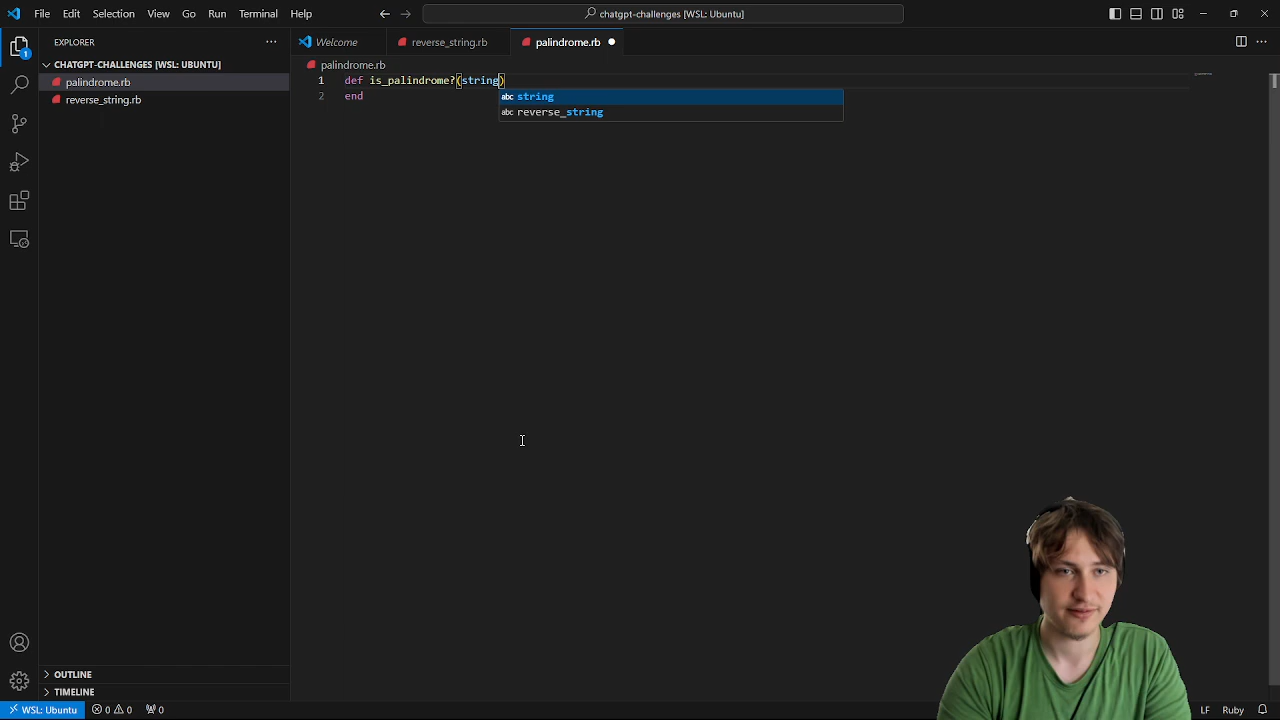 File Edit Selection View Go Run Terminal Help
chatgpt-challenges [WSL: Ubuntu]
EXPLORER
CHATGPT-CHALLENGES [WSL: UBUNTU]
palindrome.rb
reverse_string.rb
OUTLINE
TIMELINE
1
Welcome
reverse_string.rb
palindrome.rb
palindrome.rb
1 def is_palindrome?(string)
2 end
abc string
abc reverse_string
WSL: Ubuntu 0 0 0
LF Ruby